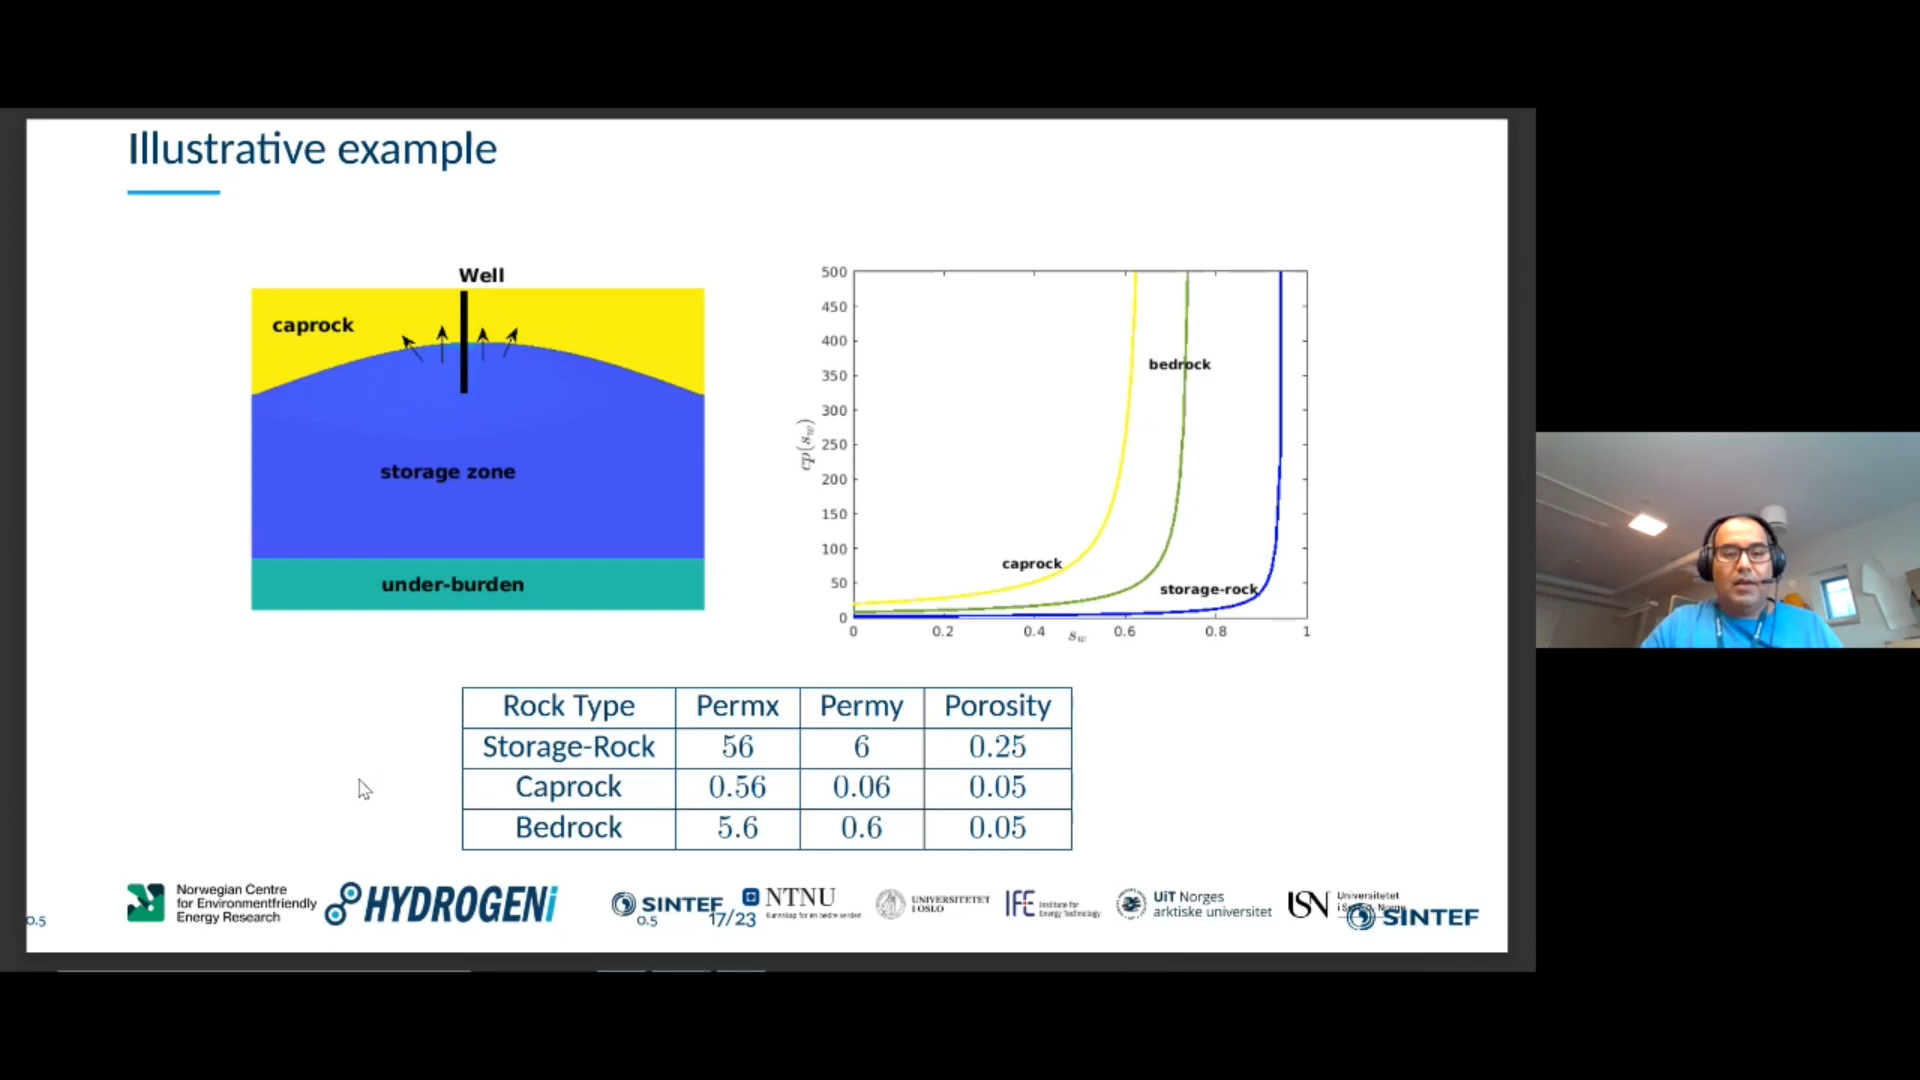 Illustrative example
Well
caprock
storage zone
under-burden
500
450
400
350
300
250
200
150
100
50
0
cp(s_w)
bedrock
caprock
storage-rock
0 0.2 0.4 0.6 0.8 1
s_w
Rock Type Permx Permy Porosity
Storage-Rock 56 6 0.25
Caprock 0.56 0.06 0.05
Bedrock 5.6 0.6 0.05
Norwegian Centre
for Environmentfriendly
Energy Research
HYDROGENi
SINTEF
NTNU
UNIVERSITETET
I OSLO
IFE
Institute for
Energy Technology
UiT Norges
arktiske universitet
USN
Universitetet
SINTEF
0.5
0.5
17/23